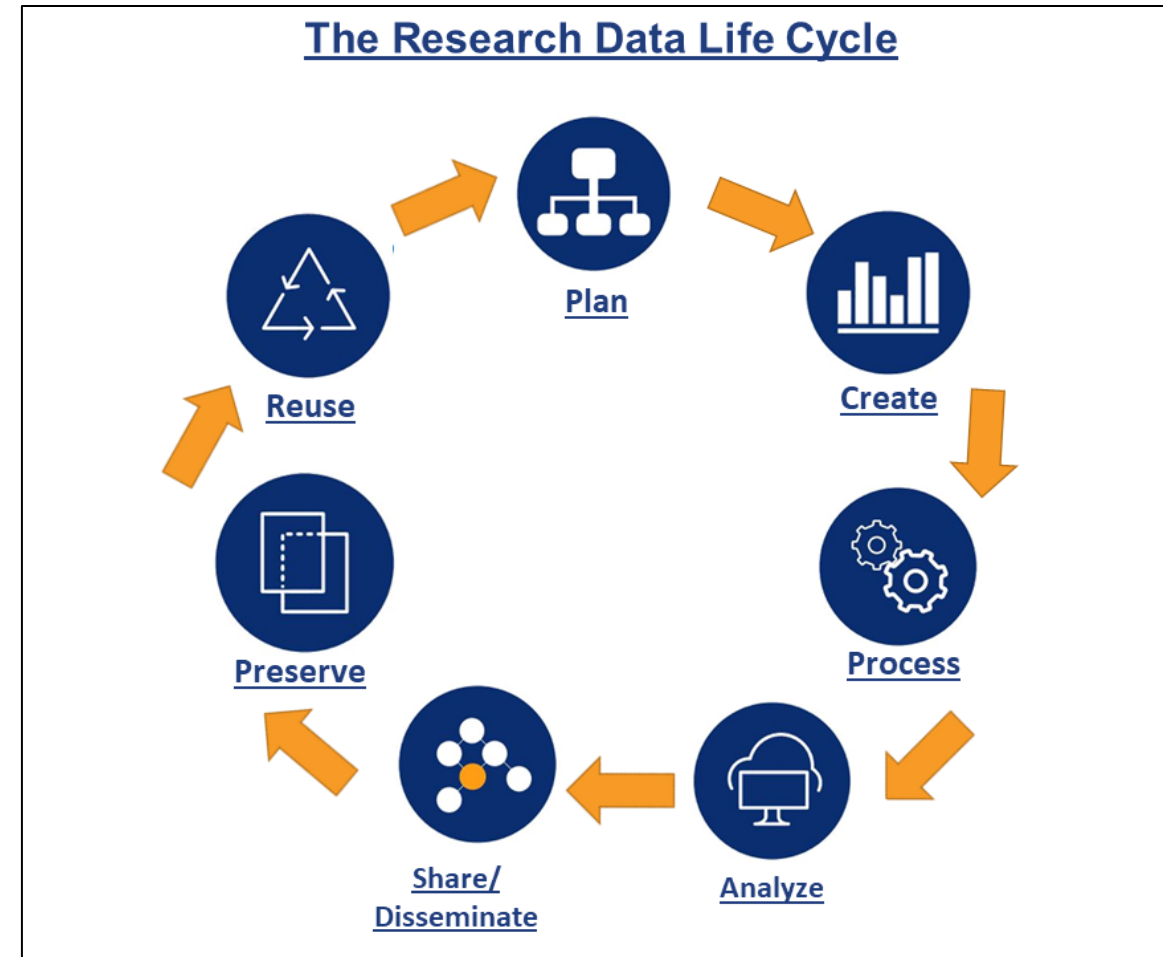 The Research Data Life Cycle
Plan
Create
Process
Analyze
Share/
Disseminate
Preserve
Reuse